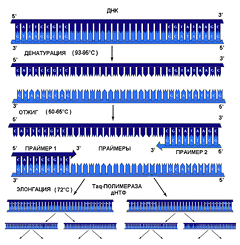 ДНК
5' 3'
3' 5'
ДЕНАТУРАЦИЯ (93-95°C)
5' 3'
3' 5'
ОТЖИГ (50-65°C)
5' 3'
ПРАЙМЕР 1 ПРАЙМЕРЫ ПРАЙМЕР 2
3' 5'
ЭЛОНГАЦИЯ (72°C) Taq-ПОЛИМЕРАЗА
дНТФ